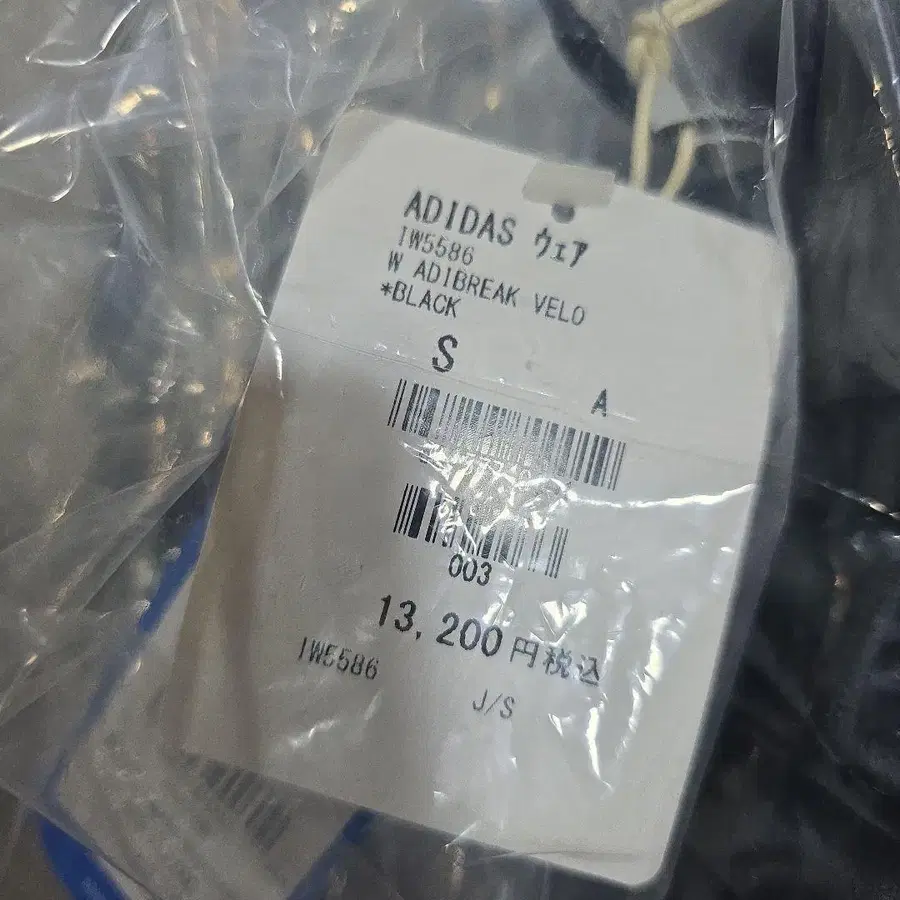 ADIDAS ウェア
IW5586
W ADIBREAK VELO
*BLACK
S
A
003
13,200円税込
IW5586
J/S